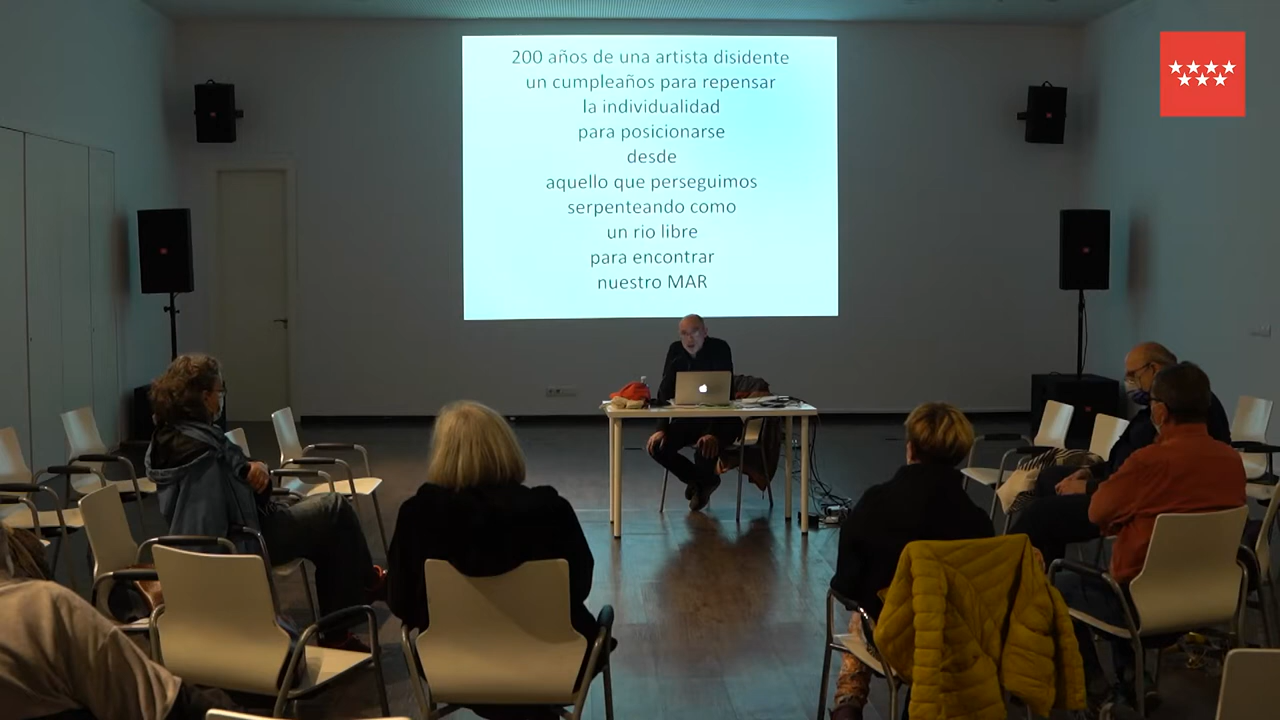 200 años de una artista disidente
un cumpleaños para repensar
la individualidad
para posicionarse
desde
aquello que perseguimos
serpenteando como
un rio libre
para encontrar
nuestro MAR